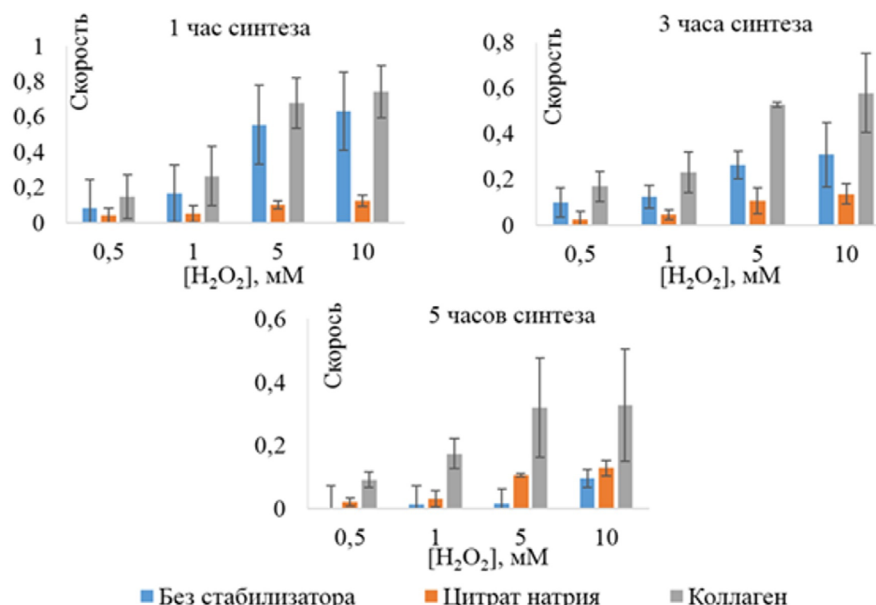 1 час синтеза
Скорость
1
0,8
0,6
0,4
0,2
0
0,5 1 5 10
[H₂O₂], мМ
3 часа синтеза
Скорость
0,8
0,6
0,4
0,2
0
0,5 1 5 10
[H₂O₂], мМ
5 часов синтеза
Скорось
0,6
0,4
0,2
0
0,5 1 5 10
[H₂O₂], мМ
Без стабилизатора Цитрат натрия Коллаген